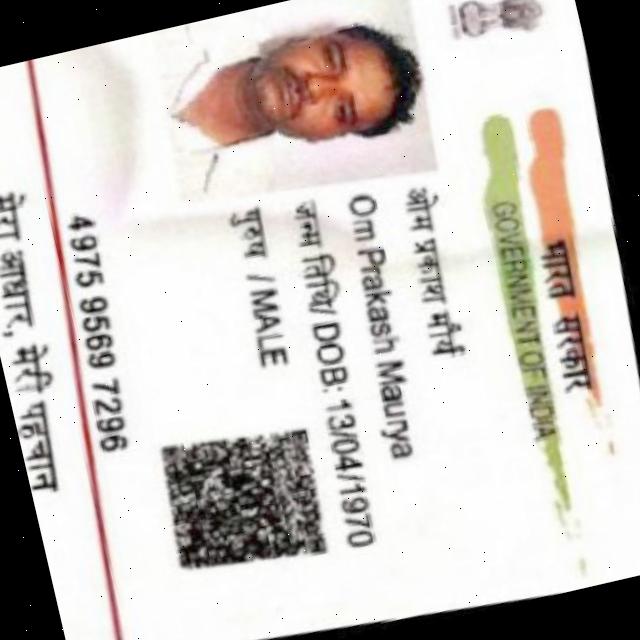 भारत सरकार
GOVERNMENT OF INDIA
ओम प्रकाश मौर्य
Om Prakash Maurya
जन्म तिथि/ DOB: 13/04/1970
पुरुष / MALE
4975 9569 7296
मेरा आधार, मेरी पहचान